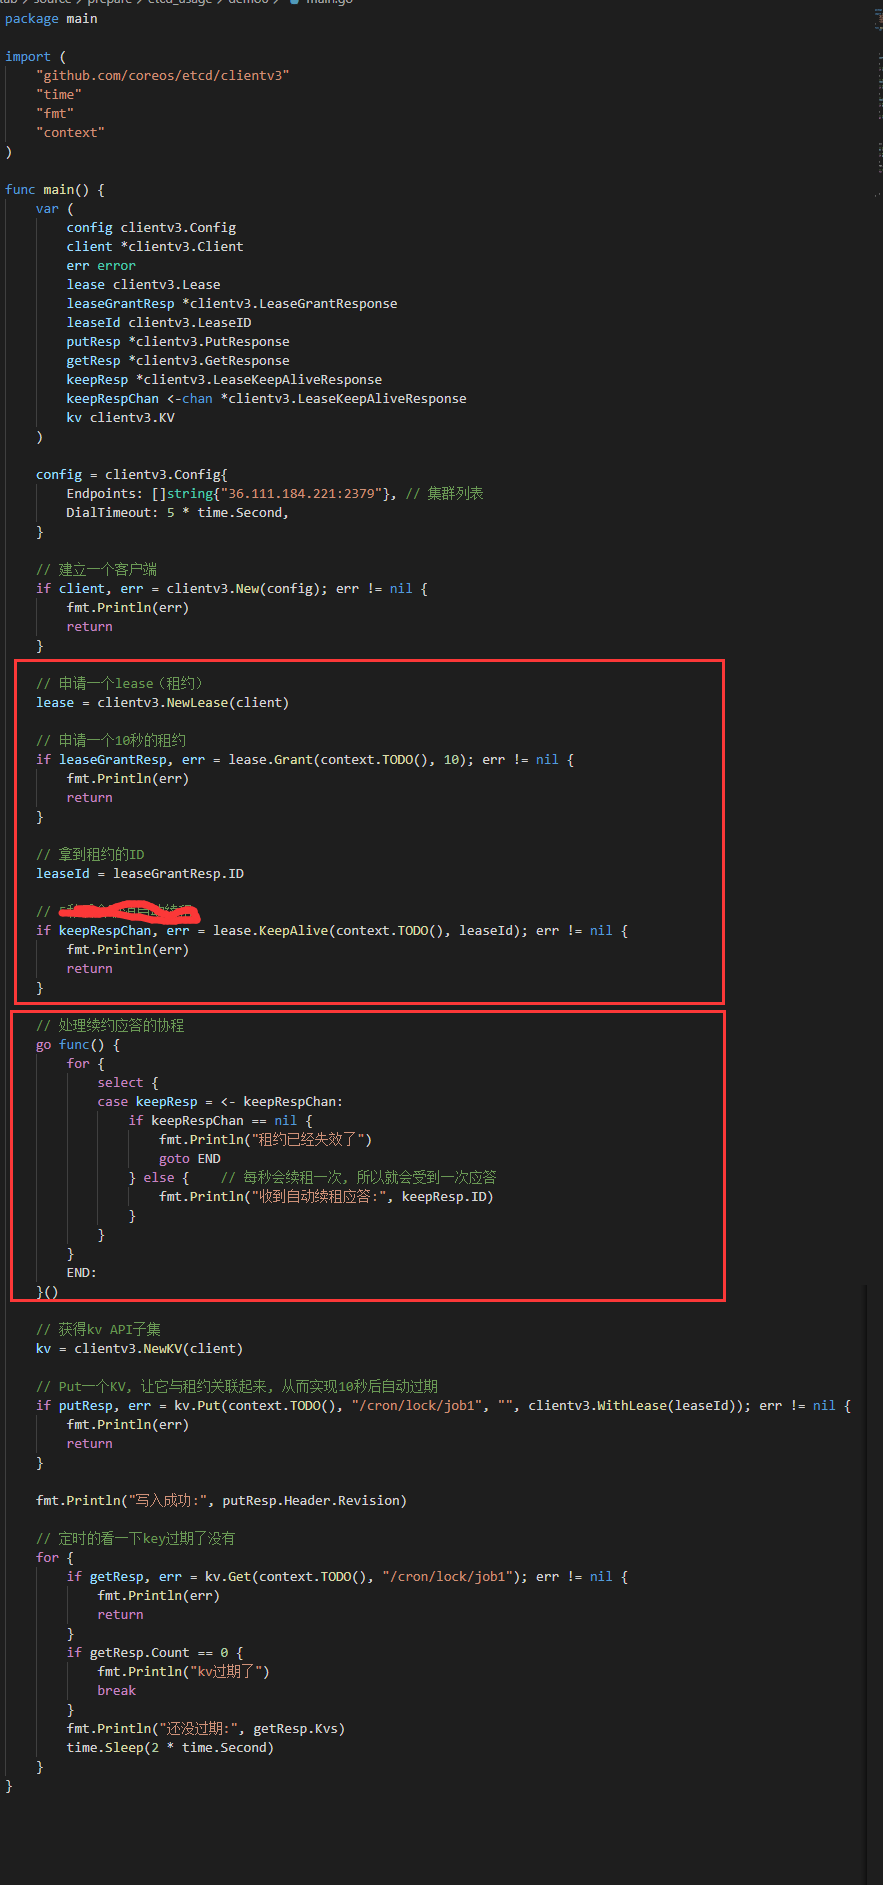 lab > source > prepare > etcd_usage > demo6 > main.go
package main
import (
"github.com/coreos/etcd/clientv3"
"time"
"fmt"
"context"
)
func main() {
var (
config clientv3.Config
client *clientv3.Client
err error
lease clientv3.Lease
leaseGrantResp *clientv3.LeaseGrantResponse
leaseId clientv3.LeaseID
putResp *clientv3.PutResponse
getResp *clientv3.GetResponse
keepResp *clientv3.LeaseKeepAliveResponse
keepRespChan <-chan *clientv3.LeaseKeepAliveResponse
kv clientv3.KV
)
config = clientv3.Config{
Endpoints: []string{"36.111.184.221:2379"}, // 集群列表
DialTimeout: 5 * time.Second,
}
// 建立一个客户端
if client, err = clientv3.New(config); err != nil {
fmt.Println(err)
return
}
// 申请一个lease（租约）
lease = clientv3.NewLease(client)
// 申请一个10秒的租约
if leaseGrantResp, err = lease.Grant(context.TODO(), 10); err != nil {
fmt.Println(err)
return
}
// 拿到租约的ID
leaseId = leaseGrantResp.ID
//
if keepRespChan, err = lease.KeepAlive(context.TODO(), leaseId); err != nil {
fmt.Println(err)
return
}
// 处理续约应答的协程
go func() {
for {
select {
case keepResp = <- keepRespChan:
if keepRespChan == nil {
fmt.Println("租约已经失效了")
goto END
} else { // 每秒会续租一次, 所以就会受到一次应答
fmt.Println("收到自动续租应答:", keepResp.ID)
}
}
}
END:
}()
// 获得kv API子集
kv = clientv3.NewKV(client)
// Put一个KV, 让它与租约关联起来, 从而实现10秒后自动过期
if putResp, err = kv.Put(context.TODO(), "/cron/lock/job1", "", clientv3.WithLease(leaseId)); err != nil {
fmt.Println(err)
return
}
fmt.Println("写入成功:", putResp.Header.Revision)
// 定时的看一下key过期了没有
for {
if getResp, err = kv.Get(context.TODO(), "/cron/lock/job1"); err != nil {
fmt.Println(err)
return
}
if getResp.Count == 0 {
fmt.Println("kv过期了")
break
}
fmt.Println("还没过期:", getResp.Kvs)
time.Sleep(2 * time.Second)
}
}